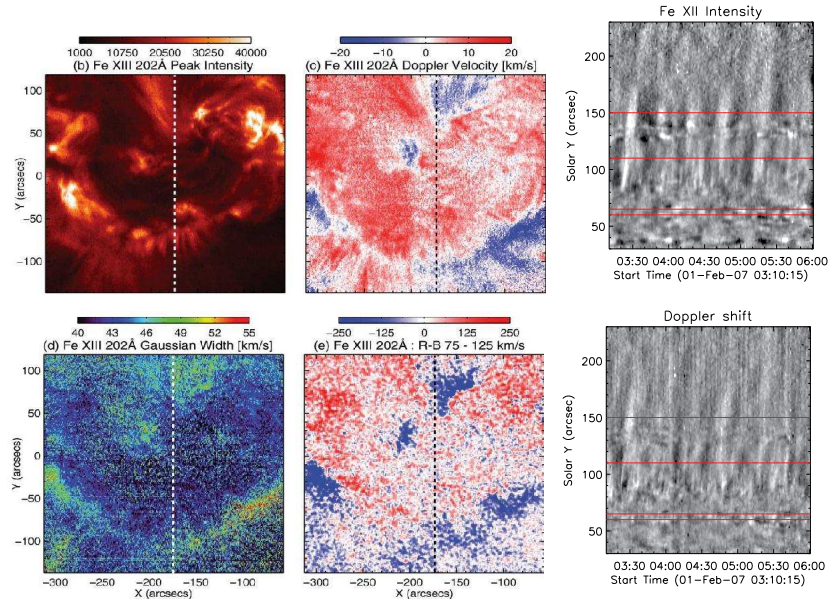 1000 10750 20500 30250 40000
(b) Fe XIII 202Å Peak Intensity
Y (arcsecs)
100
50
0
−50
−100
−20 −10 0 10 20
(c) Fe XIII 202Å Doppler Velocity [km/s]
Fe XII Intensity
Solar Y (arcsec)
200
150
100
50
03:30 04:00 04:30 05:00 05:30 06:00
Start Time (01-Feb-07 03:10:15)
40 43 46 49 52 55
(d) Fe XIII 202Å Gaussian Width [km/s]
Y (arcsecs)
100
50
0
−50
−100
−300 −250 −200 −150 −100
X (arcsecs)
−250 −125 0 125 250
(e) Fe XIII 202Å : R-B 75 - 125 km/s
−300 −250 −200 −150 −100
X (arcsecs)
Doppler shift
Solar Y (arcsec)
200
150
100
50
03:30 04:00 04:30 05:00 05:30 06:00
Start Time (01-Feb-07 03:10:15)